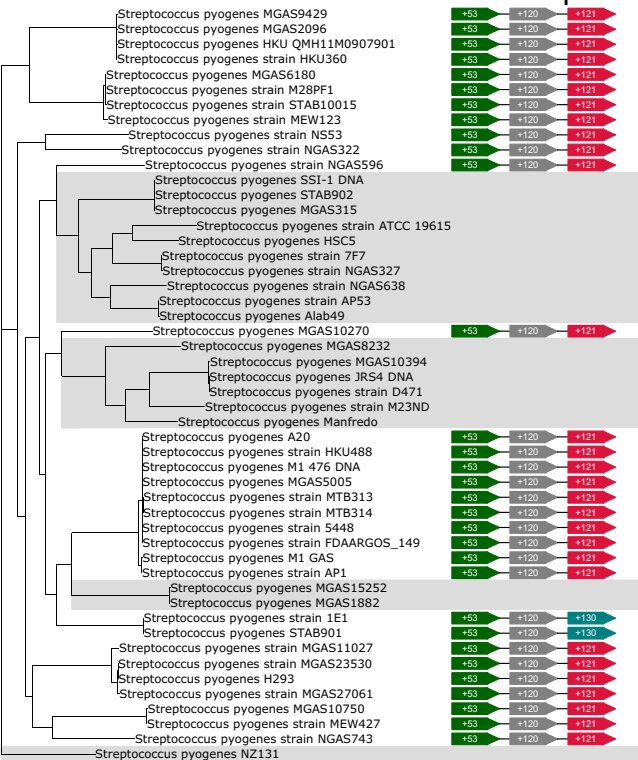 Streptococcus pyogenes MGAS9429 +53 +120 +121
Streptococcus pyogenes MGAS2096 +53 +120 +121
Streptococcus pyogenes HKU QMH11M0907901 +53 +120 +121
Streptococcus pyogenes strain HKU360 +53 +120 +121
Streptococcus pyogenes MGAS6180 +53 +120 +121
Streptococcus pyogenes strain M28PF1 +53 +120 +121
Streptococcus pyogenes strain STAB10015 +53 +120 +121
Streptococcus pyogenes strain MEW123 +53 +120 +121
Streptococcus pyogenes strain NS53 +53 +120 +121
Streptococcus pyogenes strain NGAS322 +53 +120 +121
Streptococcus pyogenes strain NGAS596 +53 +120 +121
Streptococcus pyogenes SSI-1 DNA
Streptococcus pyogenes STAB902
Streptococcus pyogenes MGAS315
Streptococcus pyogenes strain ATCC 19615
Streptococcus pyogenes HSC5
Streptococcus pyogenes strain 7F7
Streptococcus pyogenes strain NGAS327
Streptococcus pyogenes strain NGAS638
Streptococcus pyogenes strain AP53
Streptococcus pyogenes Alab49
Streptococcus pyogenes MGAS10270 +53 +120 +121
Streptococcus pyogenes MGAS8232
Streptococcus pyogenes MGAS10394
Streptococcus pyogenes JRS4 DNA
Streptococcus pyogenes strain D471
Streptococcus pyogenes strain M23ND
Streptococcus pyogenes Manfredo
Streptococcus pyogenes A20 +53 +120 +121
Streptococcus pyogenes strain HKU488 +53 +120 +121
Streptococcus pyogenes M1 476 DNA +53 +120 +121
Streptococcus pyogenes MGAS5005 +53 +120 +121
Streptococcus pyogenes strain MTB313 +53 +120 +121
Streptococcus pyogenes strain MTB314 +53 +120 +121
Streptococcus pyogenes strain 5448 +53 +120 +121
Streptococcus pyogenes strain FDAARGOS_149 +53 +120 +121
Streptococcus pyogenes M1 GAS +53 +120 +121
Streptococcus pyogenes strain AP1 +53 +120 +121
Streptococcus pyogenes MGAS15252
Streptococcus pyogenes MGAS1882
Streptococcus pyogenes strain 1E1 +53 +120 +130
Streptococcus pyogenes STAB901 +53 +120 +130
Streptococcus pyogenes strain MGAS11027 +53 +120 +121
Streptococcus pyogenes strain MGAS23530 +53 +120 +121
Streptococcus pyogenes H293 +53 +120 +121
Streptococcus pyogenes strain MGAS27061 +53 +120 +121
Streptococcus pyogenes MGAS10750 +53 +120 +121
Streptococcus pyogenes strain MEW427 +53 +120 +121
Streptococcus pyogenes strain NGAS743 +53 +120 +121
Streptococcus pyogenes NZ131